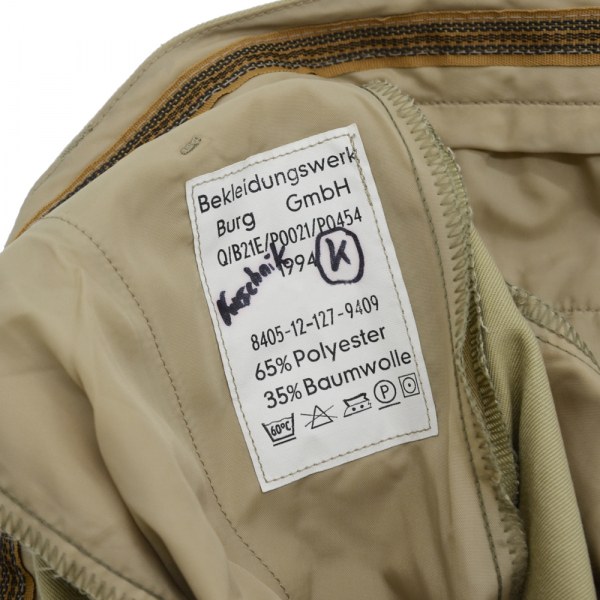 Bekleidungswerk
Burg GmbH
Q/B21E/P0021/P0454
1994 K
8405-12-127-9409
65% Polyester
35% Baumwolle
60°C P